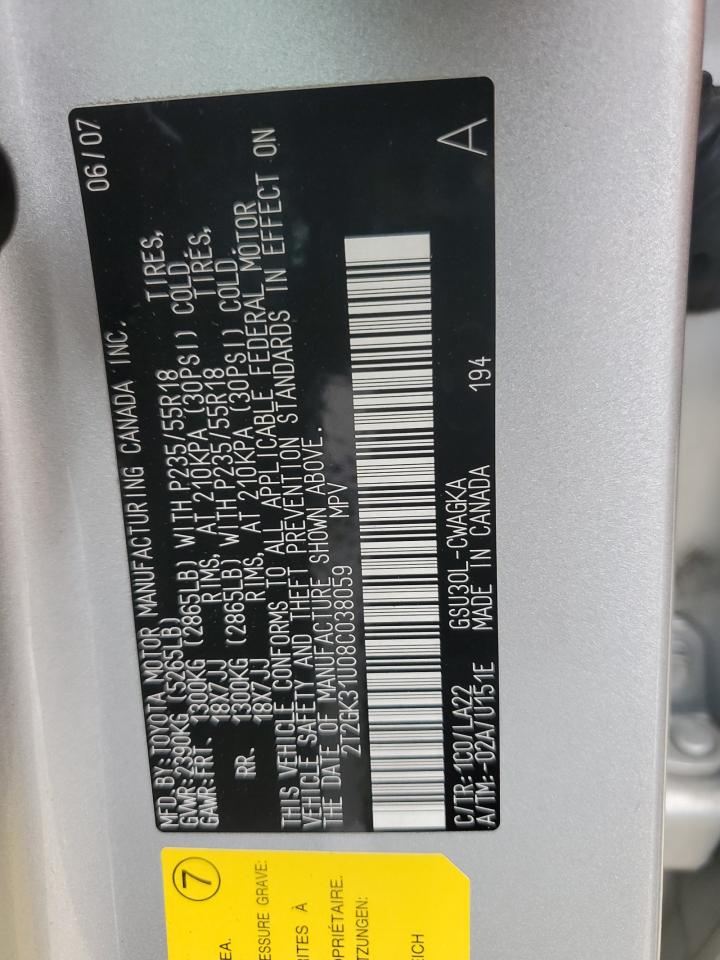 MFD BY:TOYOTA MOTOR MANUFACTURING CANADA INC. 06/07
GVWR:2390KG (5265LB)
GAWR:FRT. 1300KG (2865LB) WITH P235/55R18 TIRES,
18X7JJ RIMS, AT 210KPA (30PSI) COLD.
RR. 1300KG (2865LB) WITH P235/55R18 TIRES,
18X7JJ RIMS, AT 210KPA (30PSI) COLD.
THIS VEHICLE CONFORMS TO ALL APPLICABLE FEDERAL MOTOR
VEHICLE SAFETY AND THEFT PREVENTION STANDARDS IN EFFECT ON
THE DATE OF MANUFACTURE SHOWN ABOVE.
2T2GK31U08C038059 MPV
C/TR:1C0/LA22 GSU30L-CWAGKA A
A/TM:-02A/U151E MADE IN CANADA 194
7
EA.
ESSURE GRAVE:
RITES À
OPRIÉTAIRE.
TZUNGEN:
EICH